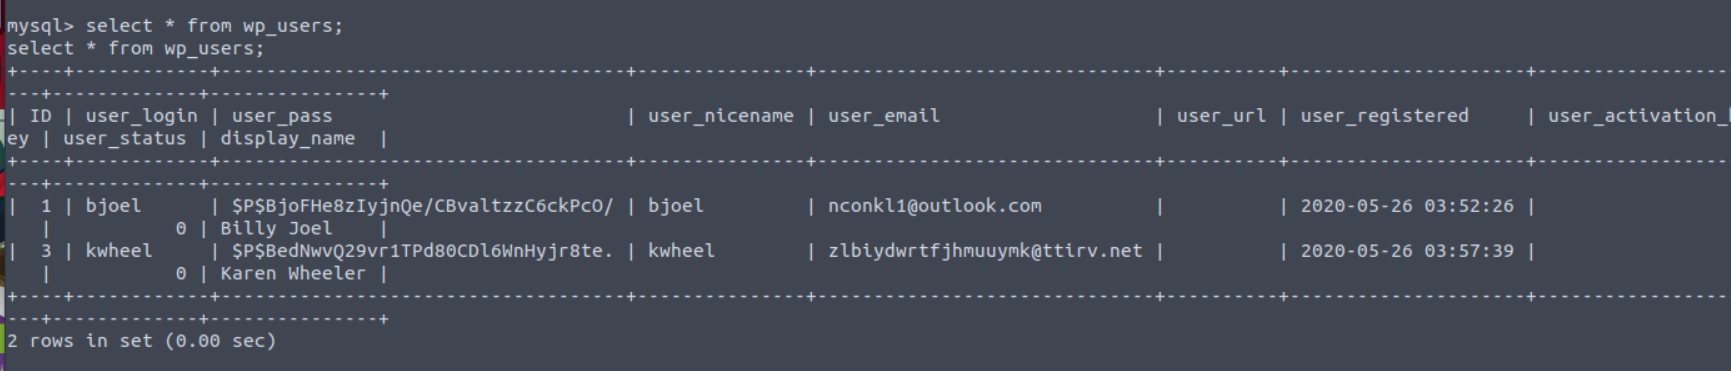 mysql> select * from wp_users;
select * from wp_users;
+----+------------+------------------------------------+---------------+------------------------------+----------+---------------------+------------------
---+-------------+---------------+
| ID | user_login | user_pass                          | user_nicename | user_email                   | user_url | user_registered     | user_activation_k
ey | user_status | display_name  |
+----+------------+------------------------------------+---------------+------------------------------+----------+---------------------+------------------
---+-------------+---------------+
|  1 | bjoel      | $P$BjoFHe8zIyjnQe/CBvaltzzC6ckPcO/ | bjoel         | nconkl1@outlook.com          |          | 2020-05-26 03:52:26 |
   |           0 | Billy Joel    |
|  3 | kwheel     | $P$BedNwvQ29vr1TPd80CDl6WnHyjr8te. | kwheel        | zlbiydwrtfjhmuuymk@ttirv.net |          | 2020-05-26 03:57:39 |
   |           0 | Karen Wheeler |
+----+------------+------------------------------------+---------------+------------------------------+----------+---------------------+------------------
---+-------------+---------------+
2 rows in set (0.00 sec)